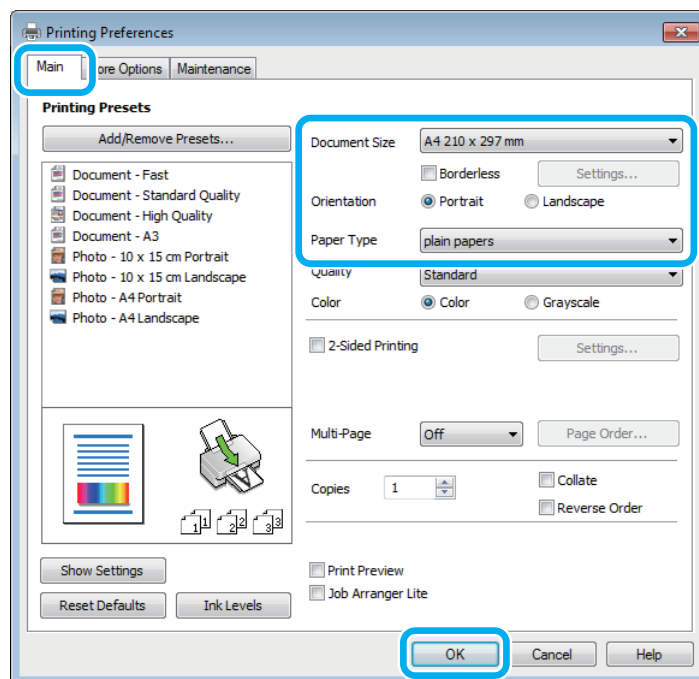 Printing Preferences
Main
ore Options
Maintenance
Printing Presets
Add/Remove Presets...
Document - Fast
Document - Standard Quality
Document - High Quality
Document - A3
Photo - 10 x 15 cm Portrait
Photo - 10 x 15 cm Landscape
Photo - A4 Portrait
Photo - A4 Landscape
Document Size A4 210 x 297 mm
Borderless Settings...
Orientation Portrait Landscape
Paper Type plain papers
Quality Standard
Color Color Grayscale
2-Sided Printing Settings...
Multi-Page Off Page Order...
Copies 1 Collate
Reverse Order
1 1 2 2 3 3
Show Settings
Reset Defaults Ink Levels
Print Preview
Job Arranger Lite
OK Cancel Help